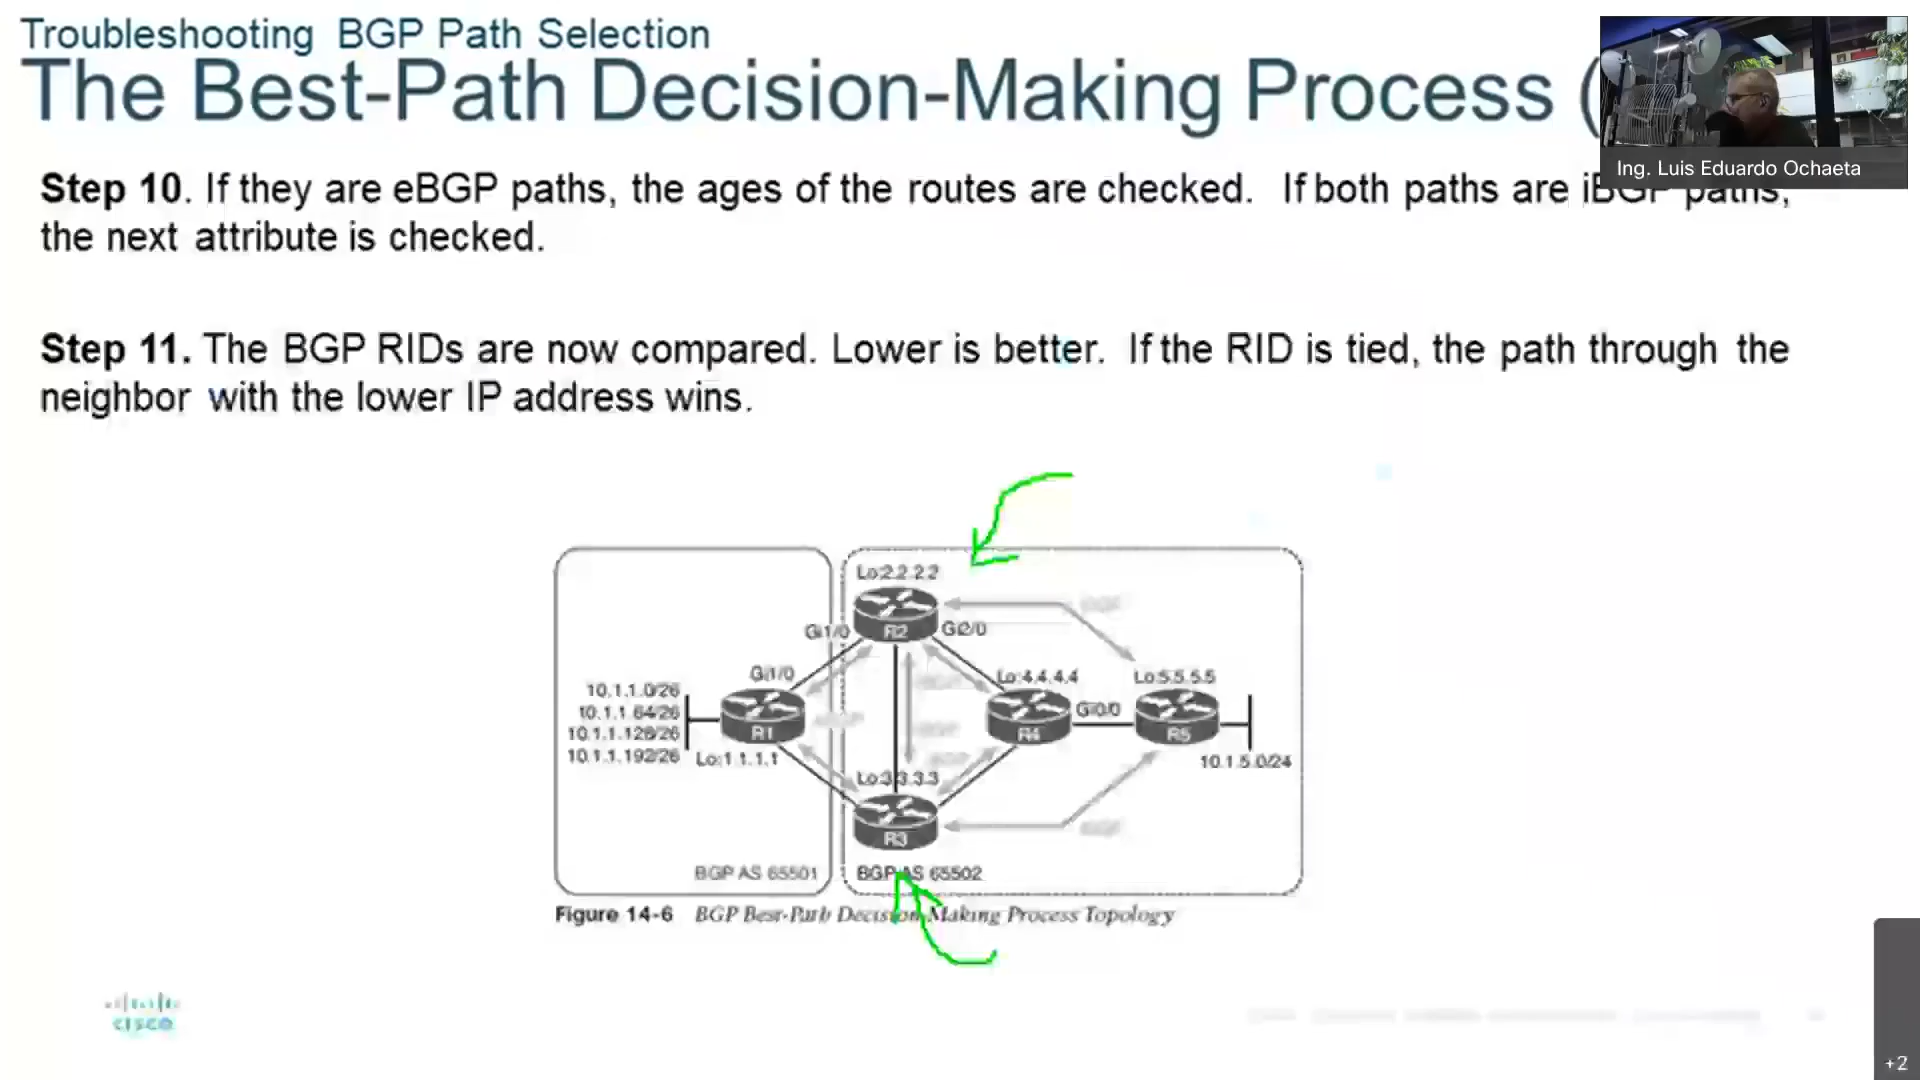 Troubleshooting BGP Path Selection
The Best-Path Decision-Making Process (
Ing. Luis Eduardo Ochaeta
Step 10. If they are eBGP paths, the ages of the routes are checked. If both paths are iBGP paths,
the next attribute is checked.
Step 11. The BGP RIDs are now compared. Lower is better. If the RID is tied, the path through the
neighbor with the lower IP address wins.
Lo:2.2.2.2
R2
Gi1/0
Gi2/0
Gi1/0
Lo:4.4.4.4
Lo:5.5.5.5
10.1.1.0/26
10.1.1.64/26
10.1.1.128/26
10.1.1.192/26
R1
Lo:1.1.1.1
R4
Gi0/0
R5
10.1.5.0/24
Lo:3.3.3.3
R3
BGP AS 65501
BGP AS 65502
Figure 14-6 BGP Best-Path Decision-Making Process Topology
cisco
+2